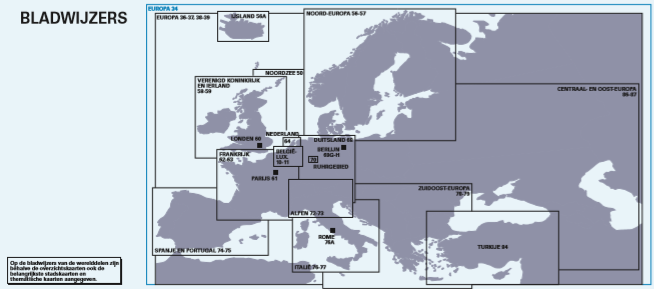 BLADWIJZERS
EUROPA 34
EUROPA 36-37, 38-39
IJSLAND 56A
NOORD-EUROPA 56-57
NOORDZEE 50
VERENIGD KONINKRIJK
EN IERLAND
58-59
CENTRAAL- EN OOST-EUROPA
66-67
LONDEN 60
NEDERLAND
64
DUITSLAND 68
BERLIJN
69G-H
BELGIË-
LUX.
10-11
70
RUHRGEBIED
FRANKRIJK
62-63
PARIJS 61
ZUIDOOST-EUROPA
78-79
ALPEN 72-73
ROME
76A
SPANJE EN PORTUGAL 74-75
ITALIË 76-77
TURKIJE 84
Op de bladwijzers van de werelddelen zijn
behalve de overzichtskaarten ook de
belangrijkste stadskaarten en
thematische kaarten aangegeven.